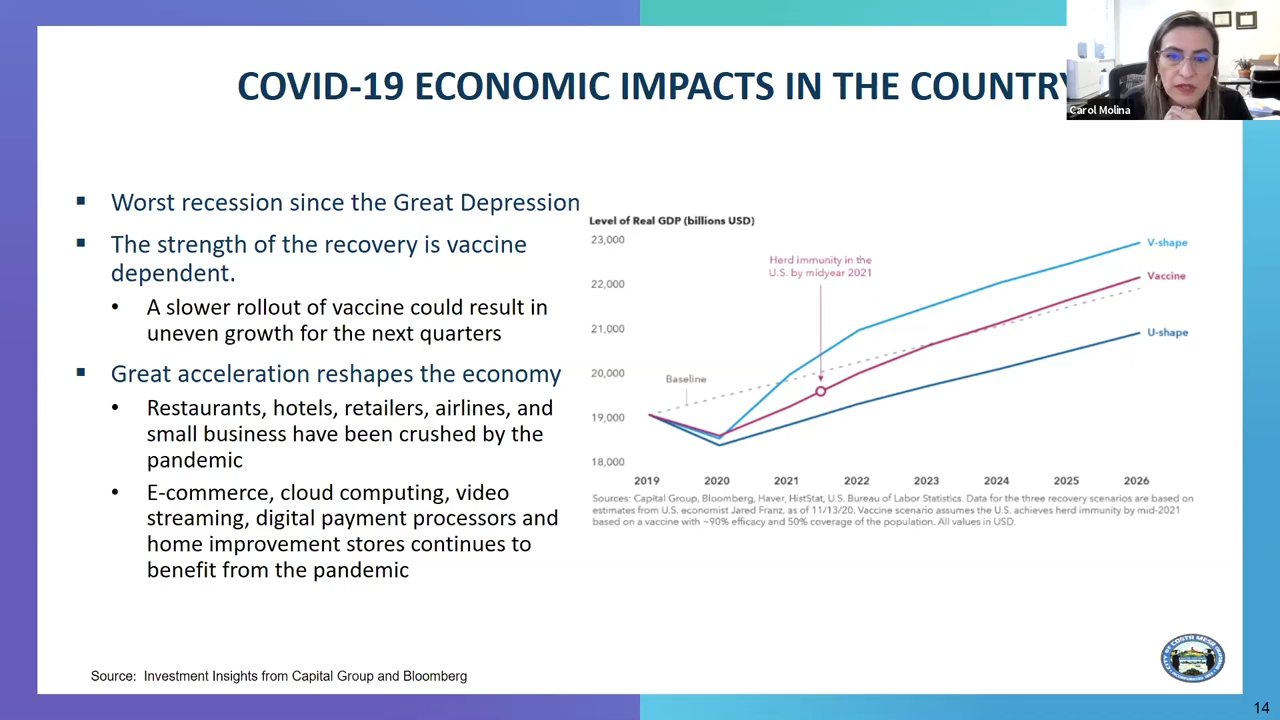 COVID-19 ECONOMIC IMPACTS IN THE COUNTRY
Carol Molina
Worst recession since the Great Depression
The strength of the recovery is vaccine
dependent.
A slower rollout of vaccine could result in
uneven growth for the next quarters
Great acceleration reshapes the economy
Restaurants, hotels, retailers, airlines, and
small business have been crushed by the
pandemic
E-commerce, cloud computing, video
streaming, digital payment processors and
home improvement stores continues to
benefit from the pandemic
Level of Real GDP (billions USD)
23,000
22,000
21,000
20,000
19,000
18,000
Herd immunity in the
U.S. by midyear 2021
Baseline
V-shape
Vaccine
U-shape
2019 2020 2021 2022 2023 2024 2025 2026
Sources: Capital Group, Bloomberg, Haver, HistStat, U.S. Bureau of Labor Statistics. Data for the three recovery scenarios are based on
estimates from U.S. economist Jared Franz, as of 11/13/20. Vaccine scenario assumes the U.S. achieves herd immunity by mid-2021
based on a vaccine with ~90% efficacy and 50% coverage of the population. All values in USD.
Source: Investment Insights from Capital Group and Bloomberg
CITY OF COSTA MESA
14